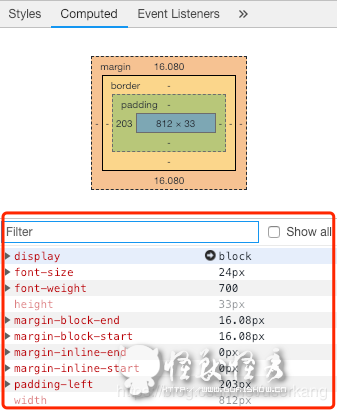 Styles Computed Event Listeners »
margin 16.080
border -
padding -
- - 203 812 × 33 - - -
-
-
16.080
Filter Show all
display block
font-size 24px
font-weight 700
height 33px
margin-block-end 16.08px
margin-block-start 16.08px
margin-inline-end 0px
margin-inline-start 0px
padding-left 203px
width 812px